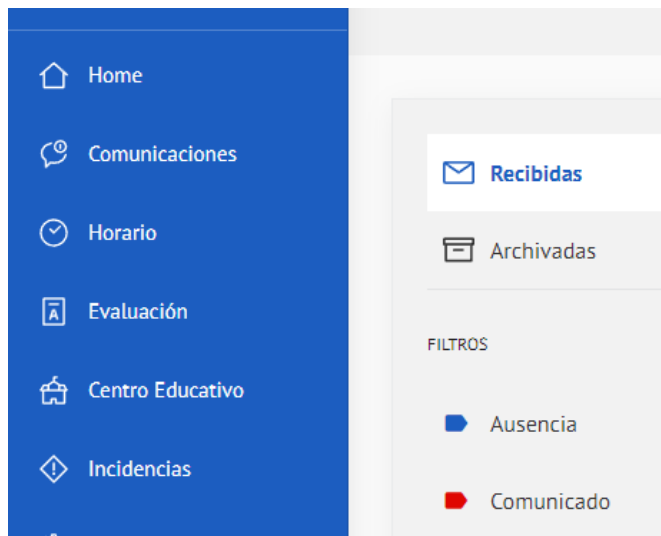 Home
Comunicaciones
Horario
Evaluación
Centro Educativo
Incidencias
Recibidas
Archivadas
FILTROS
Ausencia
Comunicado